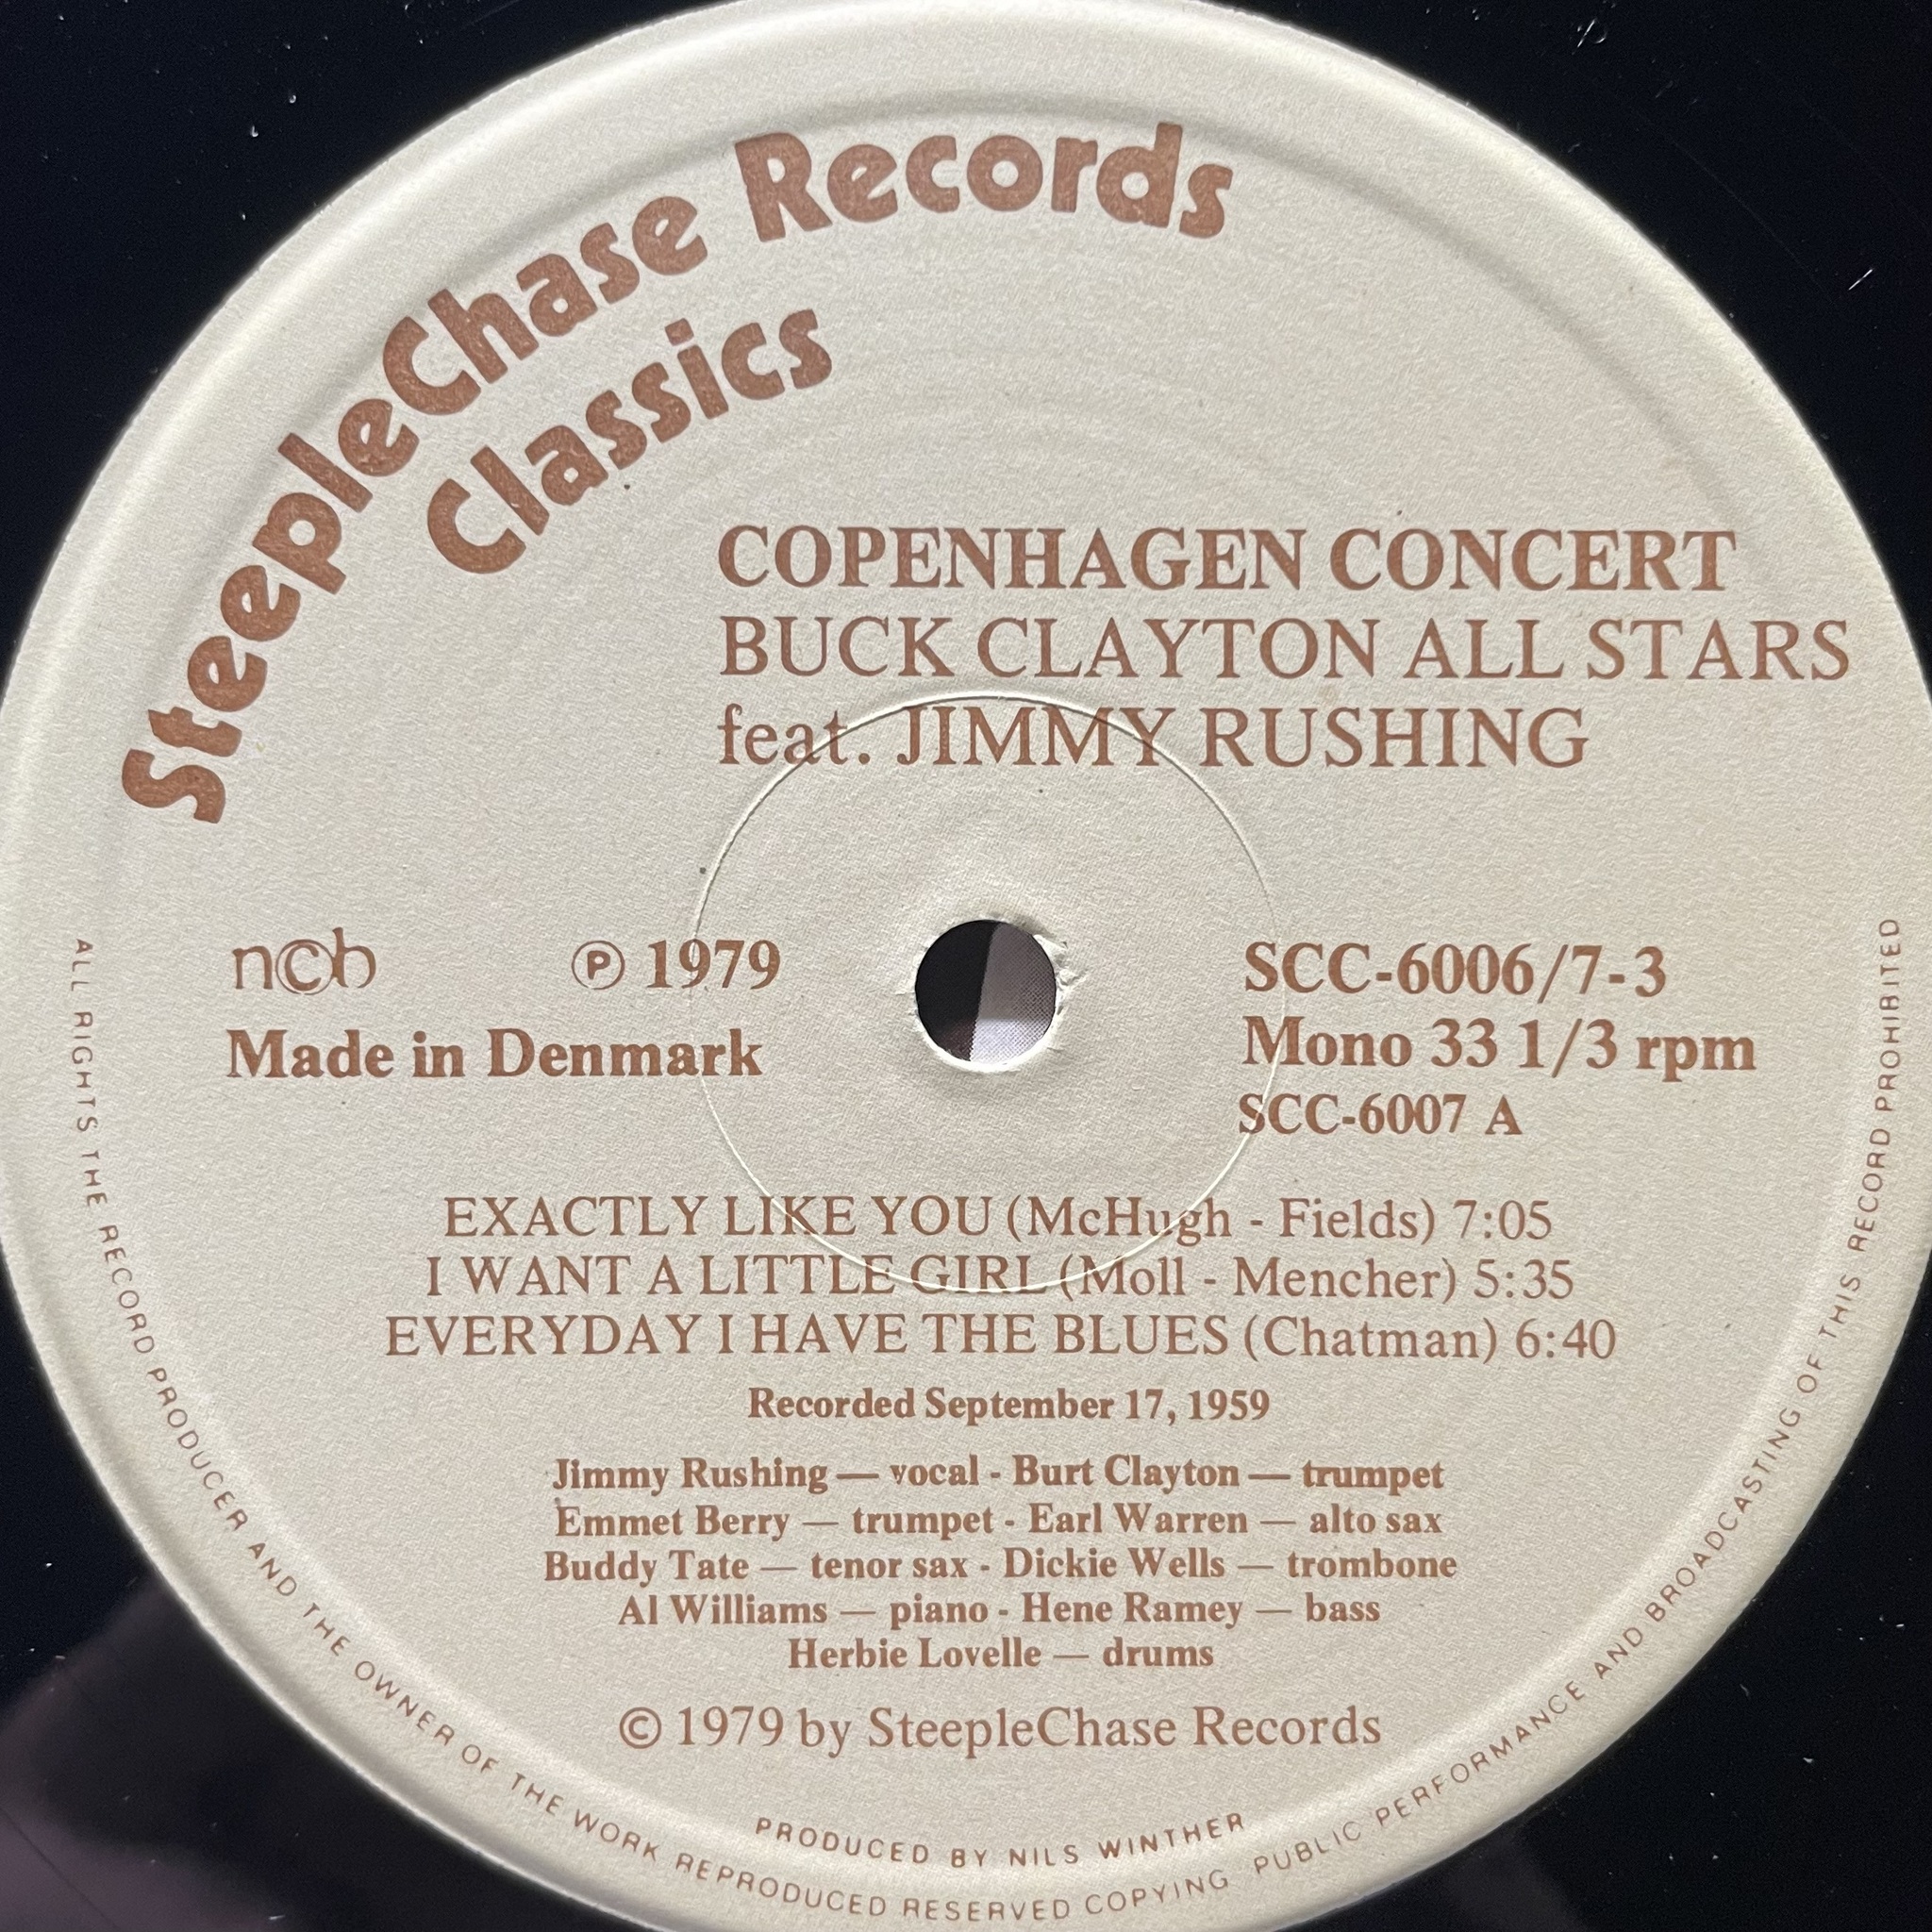 SteepleChase Records
Classics
COPENHAGEN CONCERT
BUCK CLAYTON ALL STARS
feat. JIMMY RUSHING
n©b
℗ 1979
Made in Denmark
SCC-6006/7-3
Mono 33 1/3 rpm
SCC-6007 A
EXACTLY LIKE YOU (McHugh - Fields) 7:05
I WANT A LITTLE GIRL (Moll - Mencher) 5:35
EVERYDAY I HAVE THE BLUES (Chatman) 6:40
Recorded September 17, 1959
Jimmy Rushing — vocal - Burt Clayton — trumpet
Emmet Berry — trumpet - Earl Warren — alto sax
Buddy Tate — tenor sax - Dickie Wells — trombone
Al Williams — piano - Hene Ramey — bass
Herbie Lovelle — drums
© 1979 by SteepleChase Records
PRODUCED BY NILS WINTHER
ALL RIGHTS THE RECORD PRODUCER AND THE OWNER OF THE WORK REPRODUCED RESERVED COPYING PUBLIC PERFORMANCE AND BROADCASTING OF THIS RECORD PROHIBITED